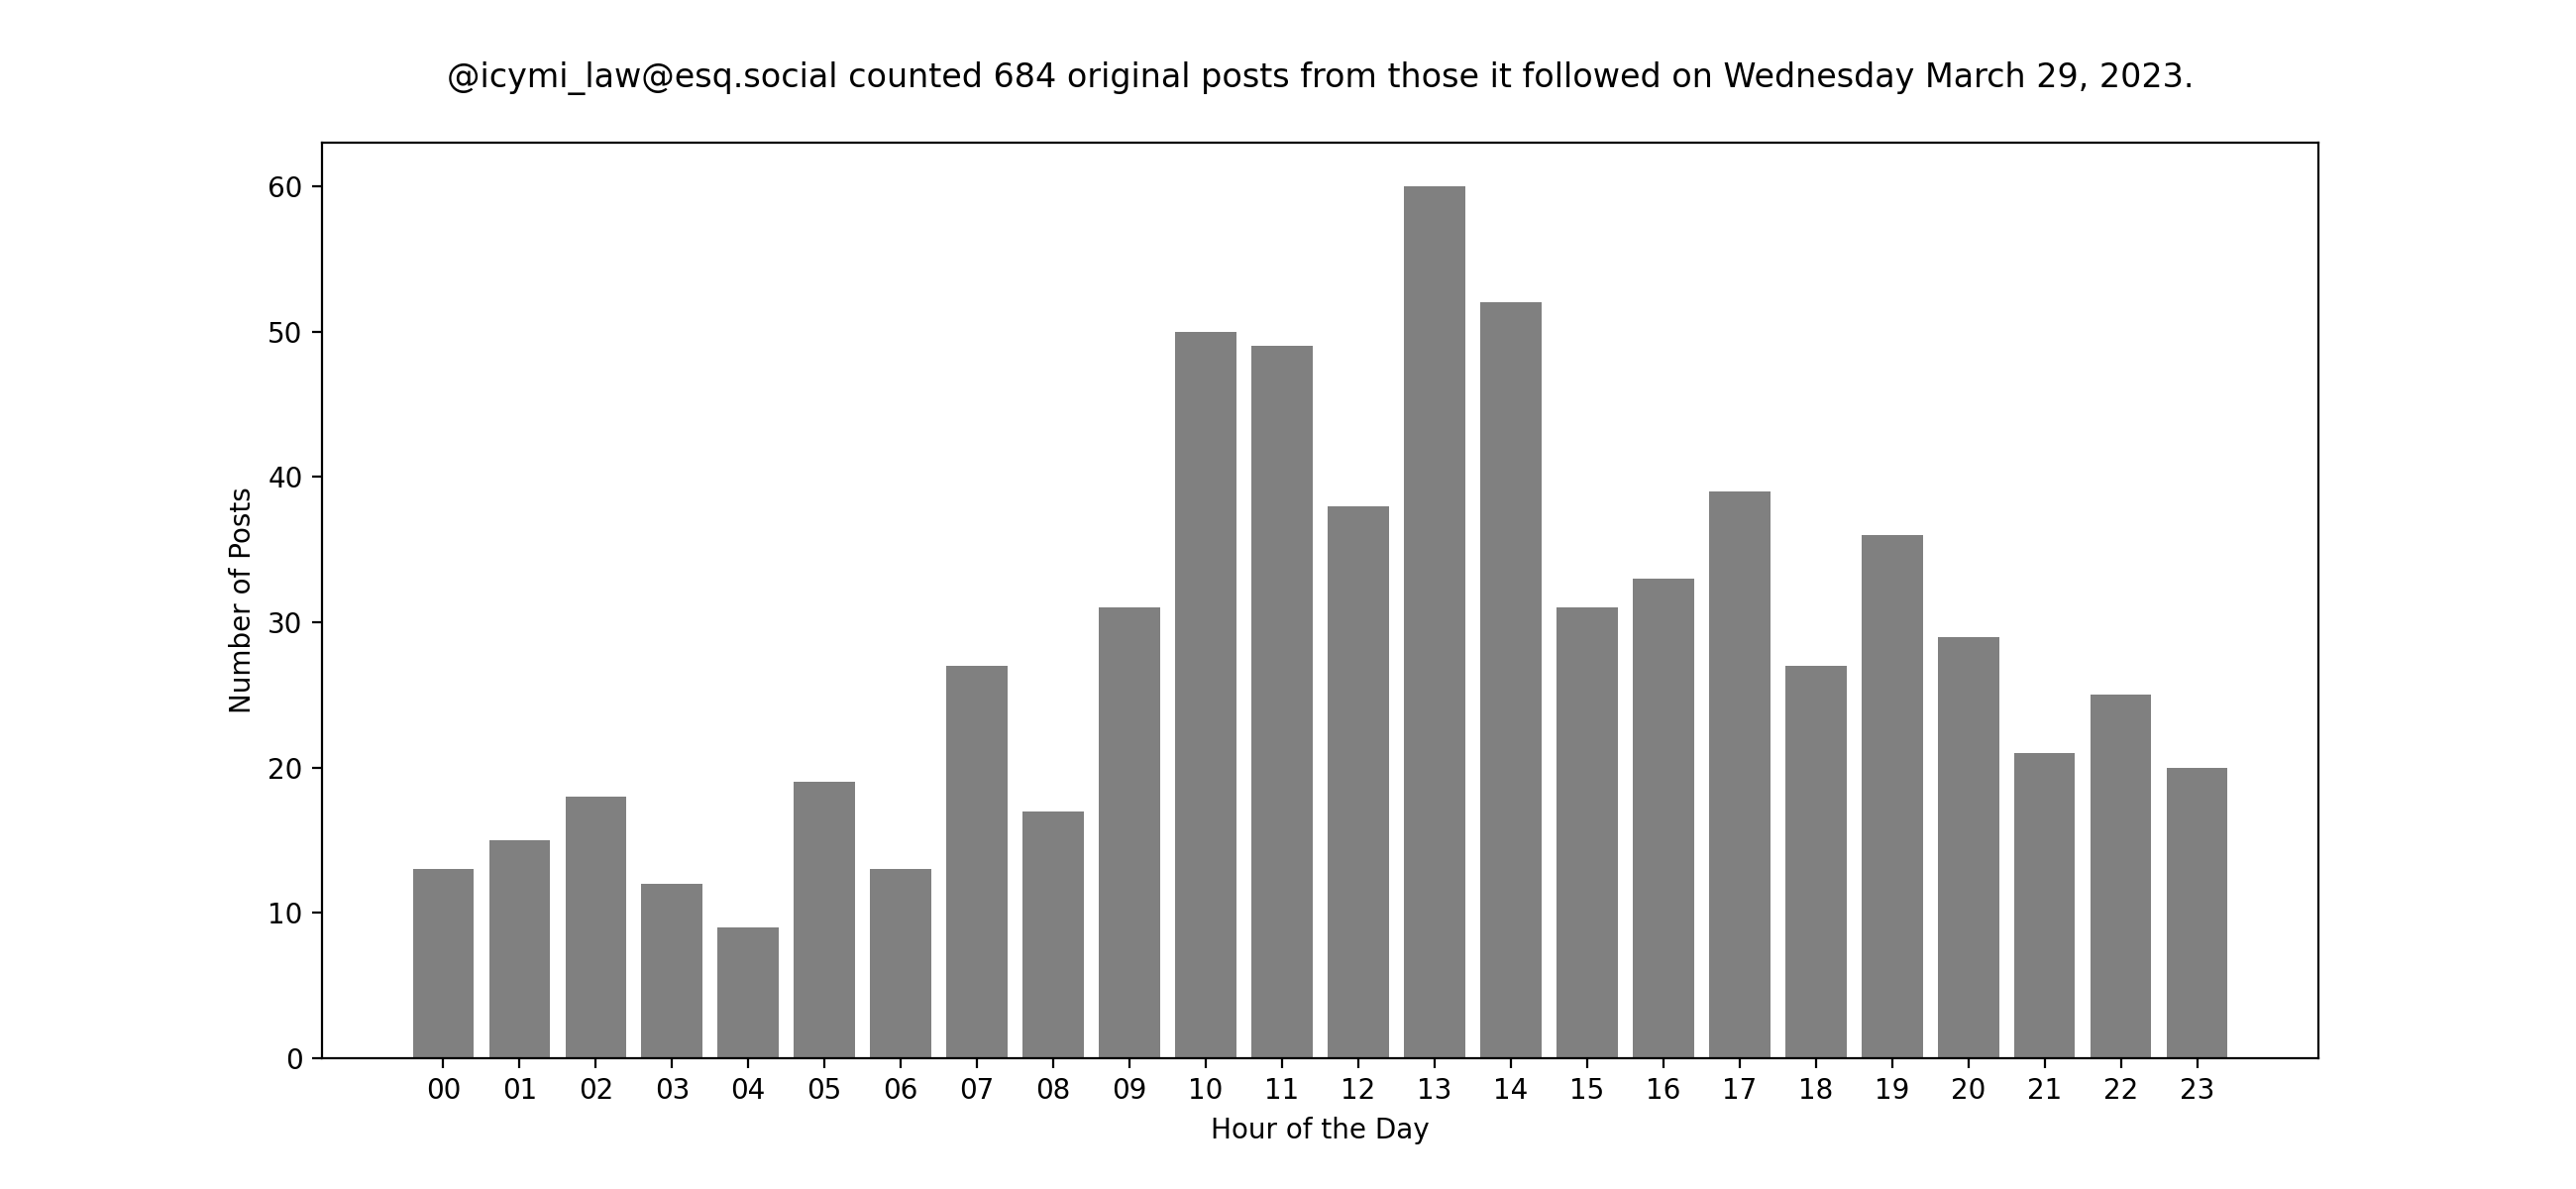 @icymi_law@esq.social counted 684 original posts from those it followed on Wednesday March 29, 2023.
60
50
40
30
20
10
0
Number of Posts
00 01 02 03 04 05 06 07 08 09 10 11 12 13 14 15 16 17 18 19 20 21 22 23
Hour of the Day